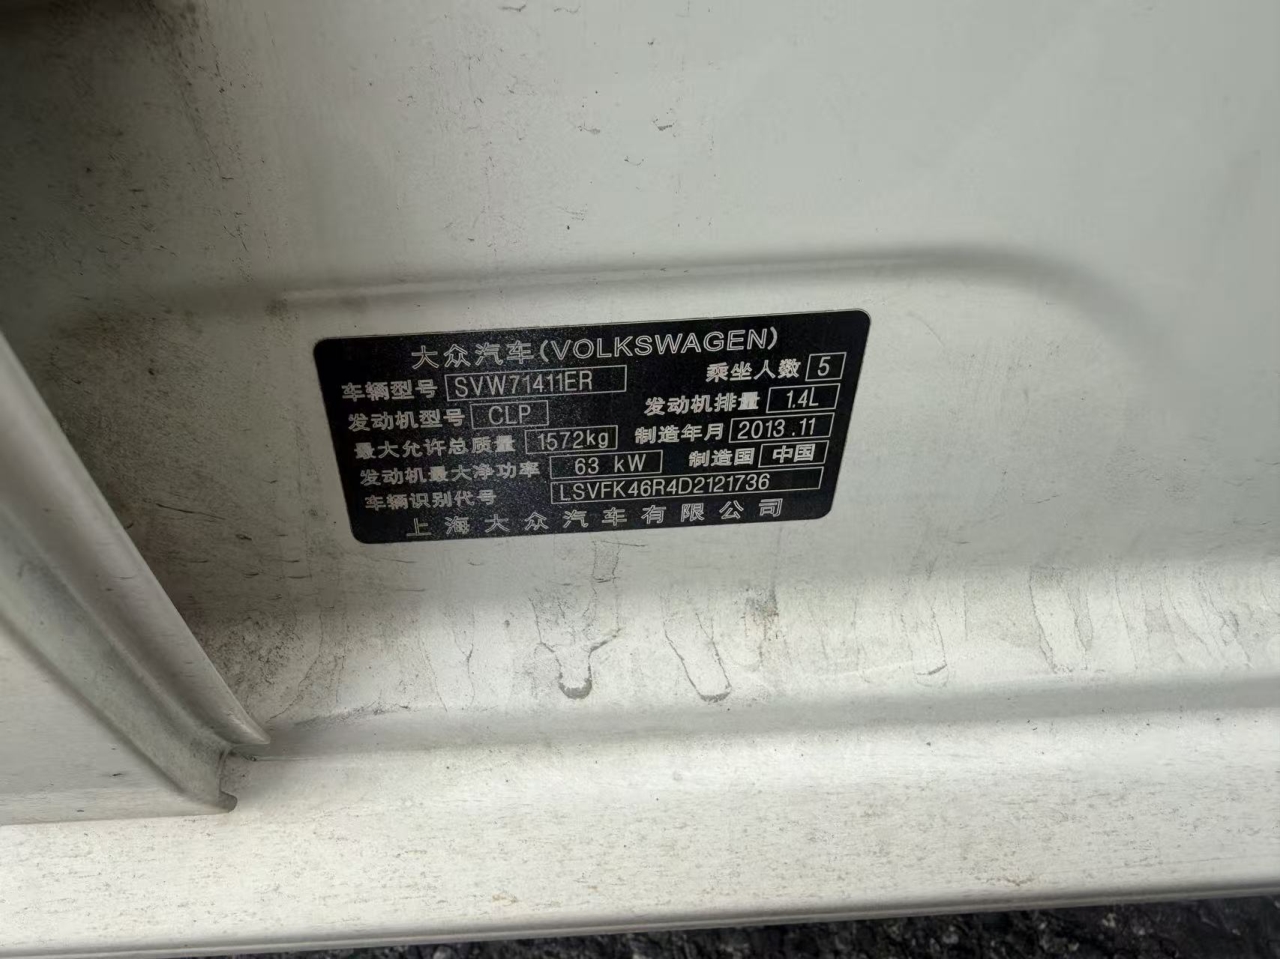 大众汽车(VOLKSWAGEN)
车辆型号 SVW71411ER 乘坐人数 5
发动机型号 CLP 发动机排量 1.4L
最大允许总质量 1572kg 制造年月 2013.11
发动机最大净功率 63 kW 制造国 中国
车辆识别代号 LSVFK46R4D2121736
上海大众汽车有限公司